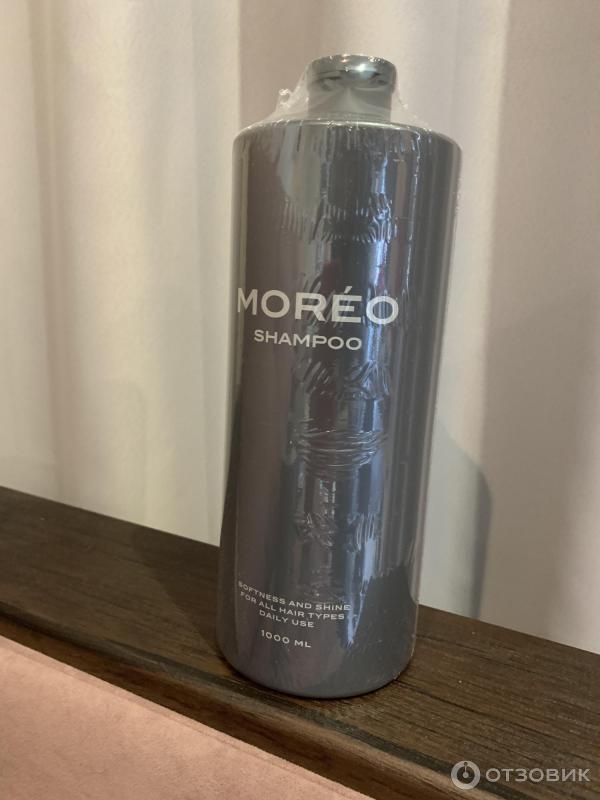 MORÉO
SHAMPOO
SOFTNESS AND SHINE
FOR ALL HAIR TYPES
DAILY USE
1000 ML
ОТЗОВИК